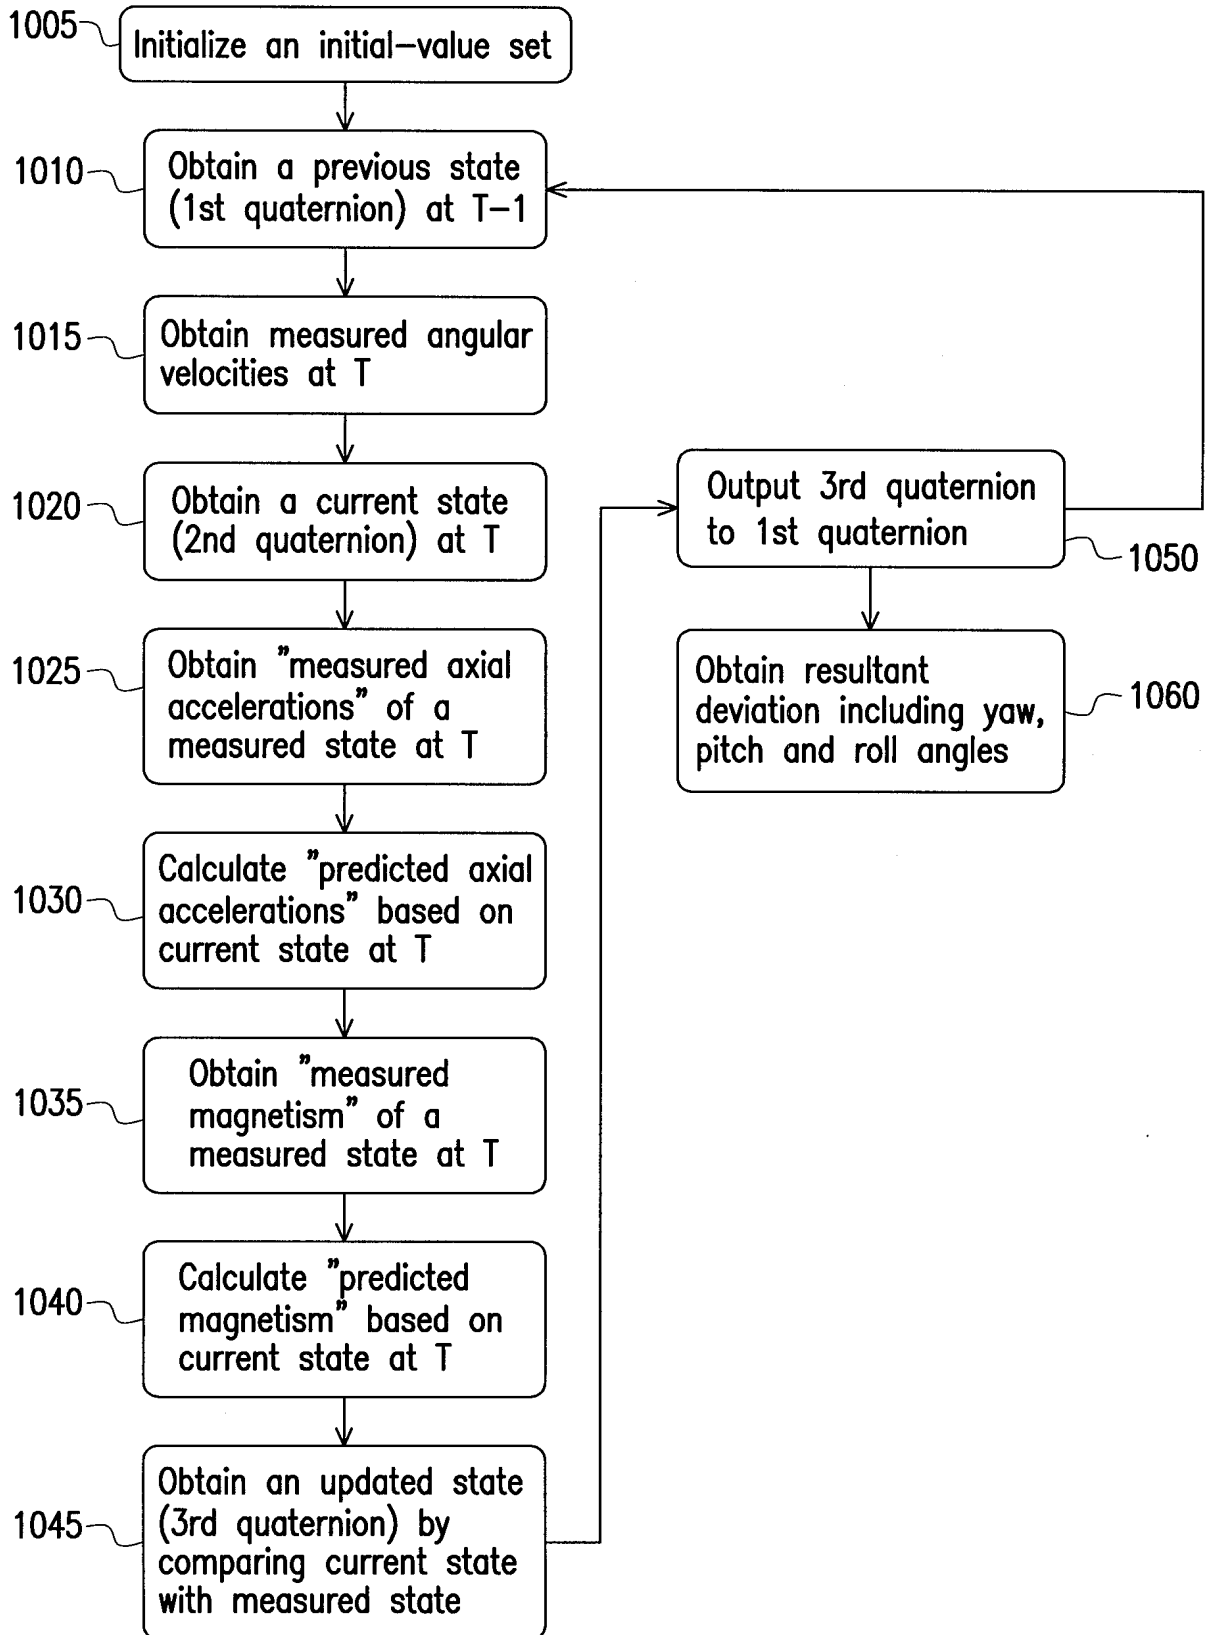 1005
Initialize an initial-value set
1010
Obtain a previous state
(1st quaternion) at T-1
1015
Obtain measured angular
velocities at T
1020
Obtain a current state
(2nd quaternion) at T
1025
Obtain "measured axial
accelerations" of a
measured state at T
1030
Calculate "predicted axial
accelerations" based on
current state at T
1035
Obtain "measured
magnetism" of a
measured state at T
1040
Calculate "predicted
magnetism" based on
current state at T
1045
Obtain an updated state
(3rd quaternion) by
comparing current state
with measured state
Output 3rd quaternion
to 1st quaternion
1050
Obtain resultant
deviation including yaw,
pitch and roll angles
1060